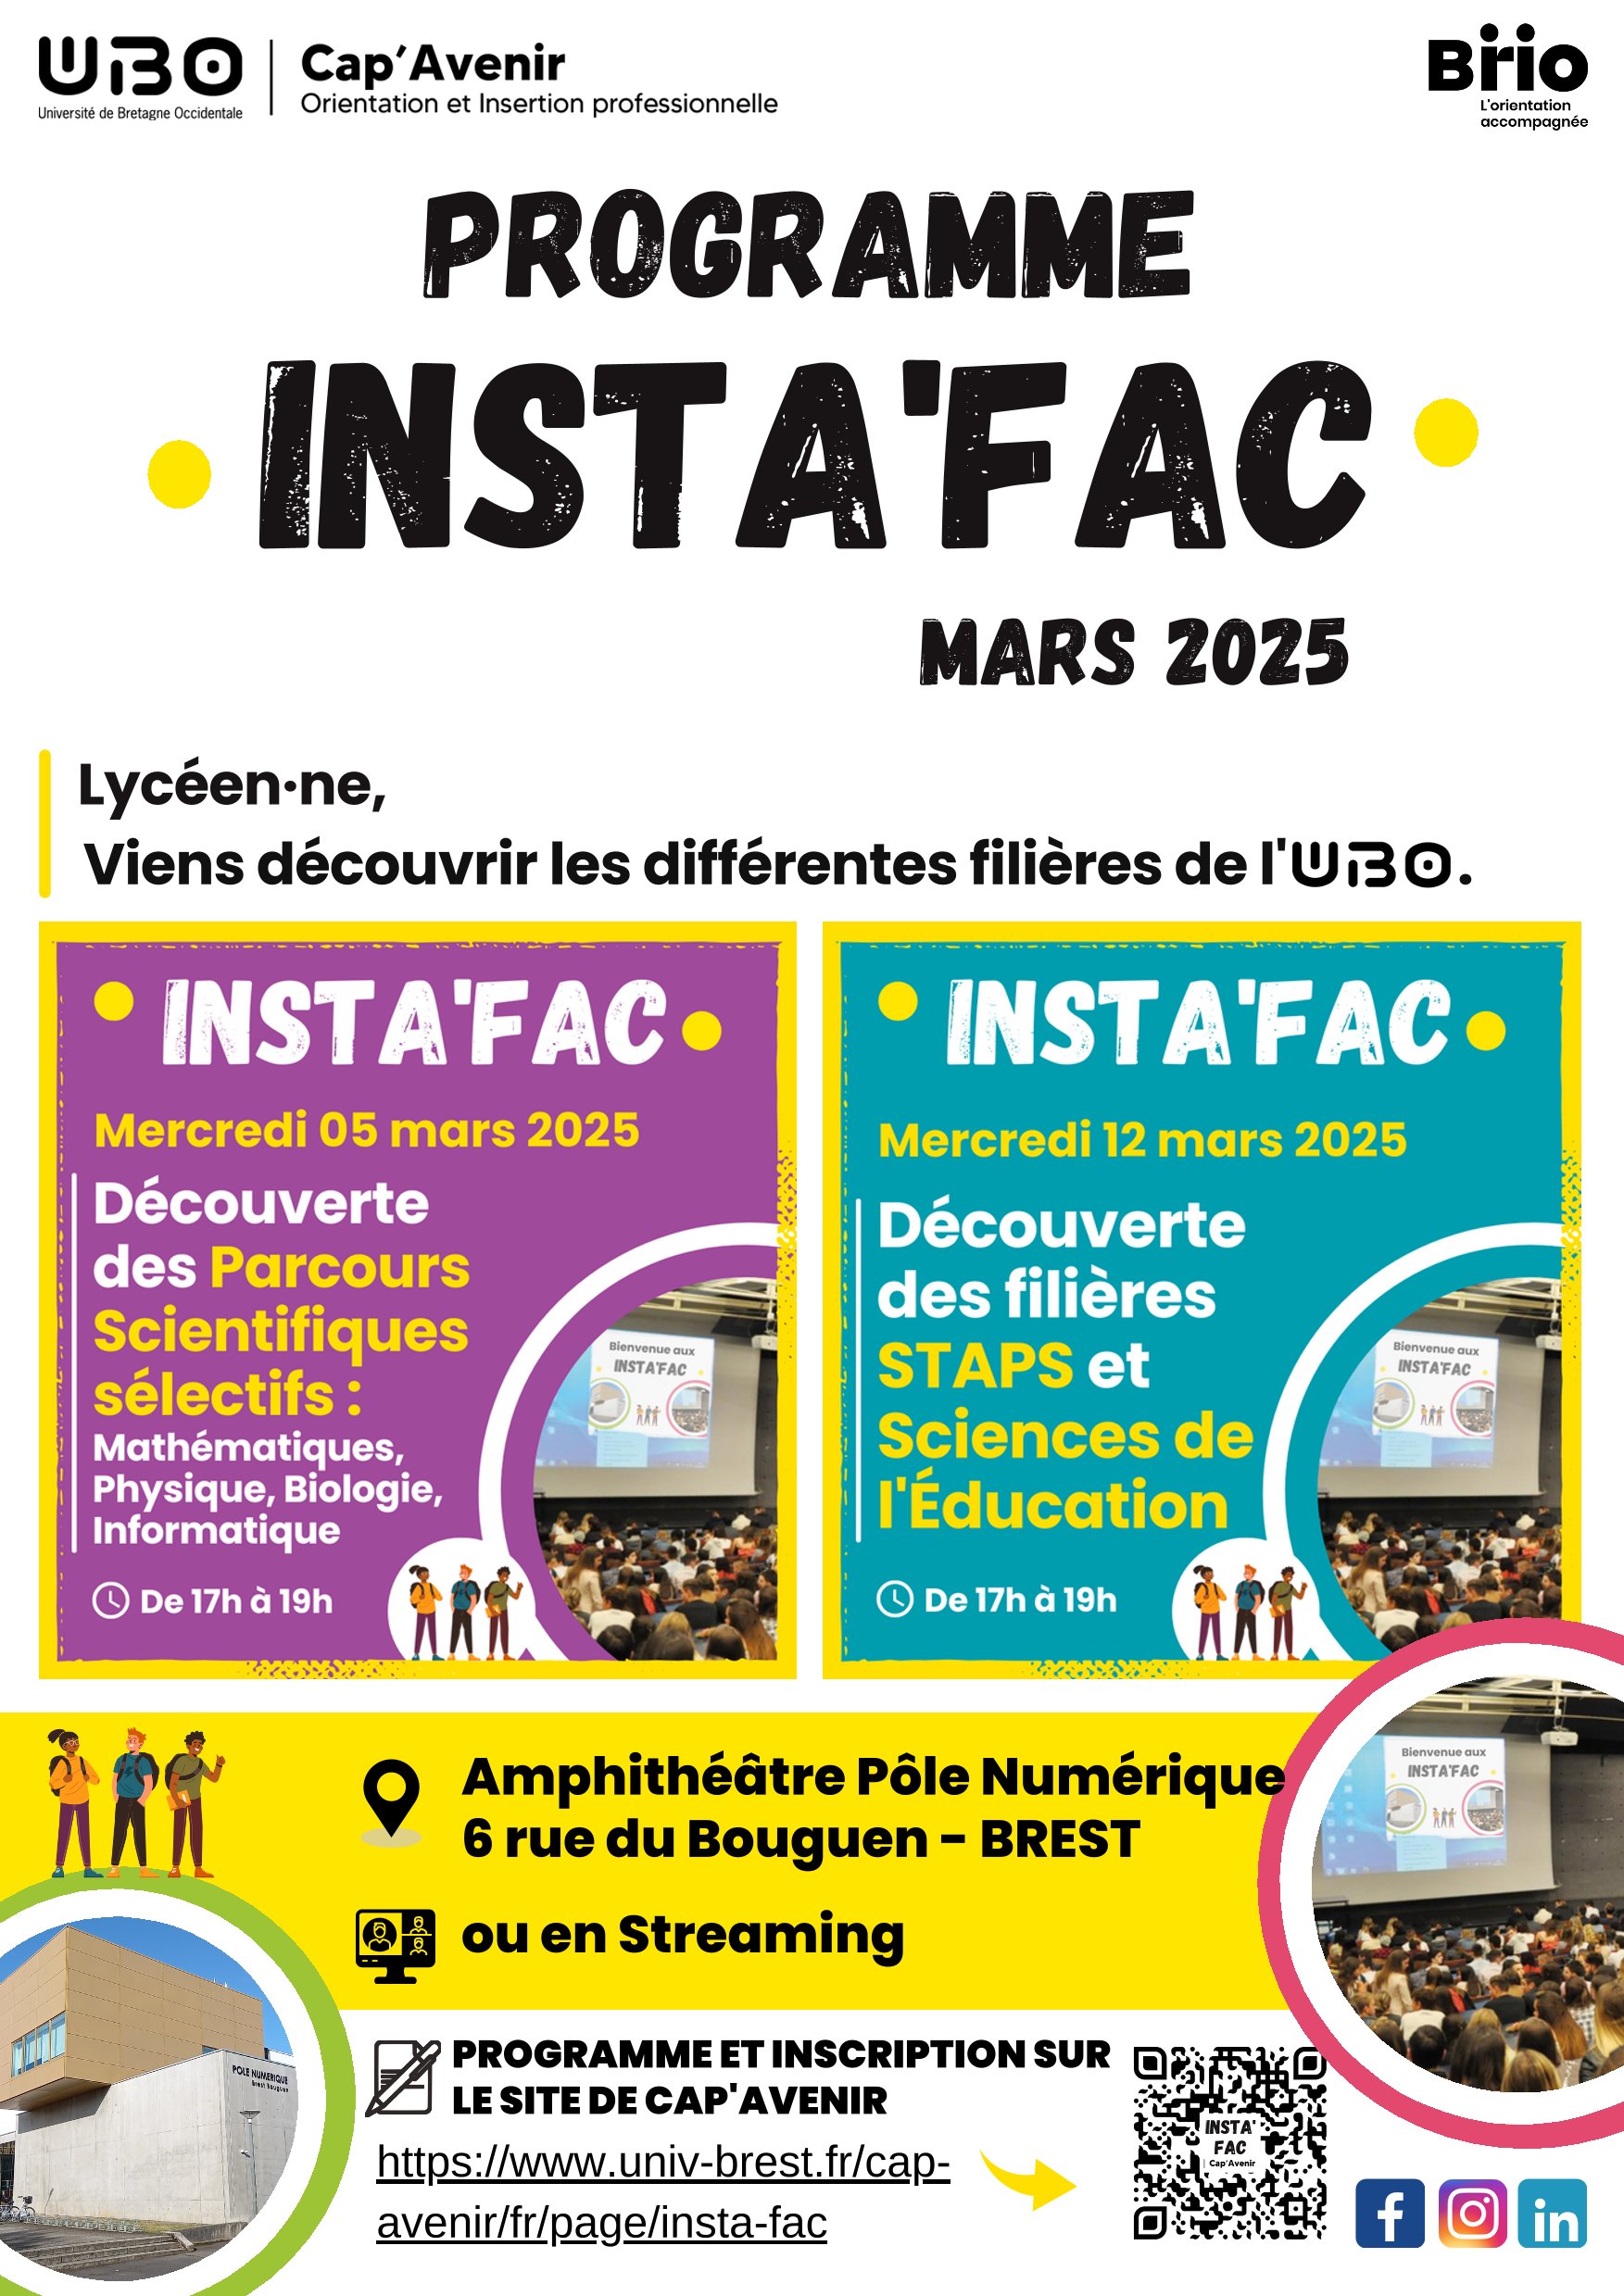 UBO
Université de Bretagne Occidentale
Cap'Avenir
Orientation et Insertion professionnelle
Brio
L'orientation
accompagnée
PROGRAMME
INSTA'FAC
MARS 2025
Lycéen·ne,
Viens découvrir les différentes filières de l'UBO.
INSTA'FAC
Mercredi 05 mars 2025
Découverte
des Parcours
Scientifiques
sélectifs :
Mathématiques,
Physique, Biologie,
Informatique
De 17h à 19h
Bienvenue aux
INSTA'FAC
INSTA'FAC
Mercredi 12 mars 2025
Découverte
des filières
STAPS et
Sciences de
l'Éducation
De 17h à 19h
Bienvenue aux
INSTA'FAC
Amphithéâtre Pôle Numérique
6 rue du Bouguen - BREST
ou en Streaming
Bienvenue aux
INSTA'FAC
POLE NUMERIQUE
Brest Bouguen
PROGRAMME ET INSCRIPTION SUR
LE SITE DE CAP'AVENIR
https://www.univ-brest.fr/cap-
avenir/fr/page/insta-fac
INSTA'
FAC
Cap'Avenir